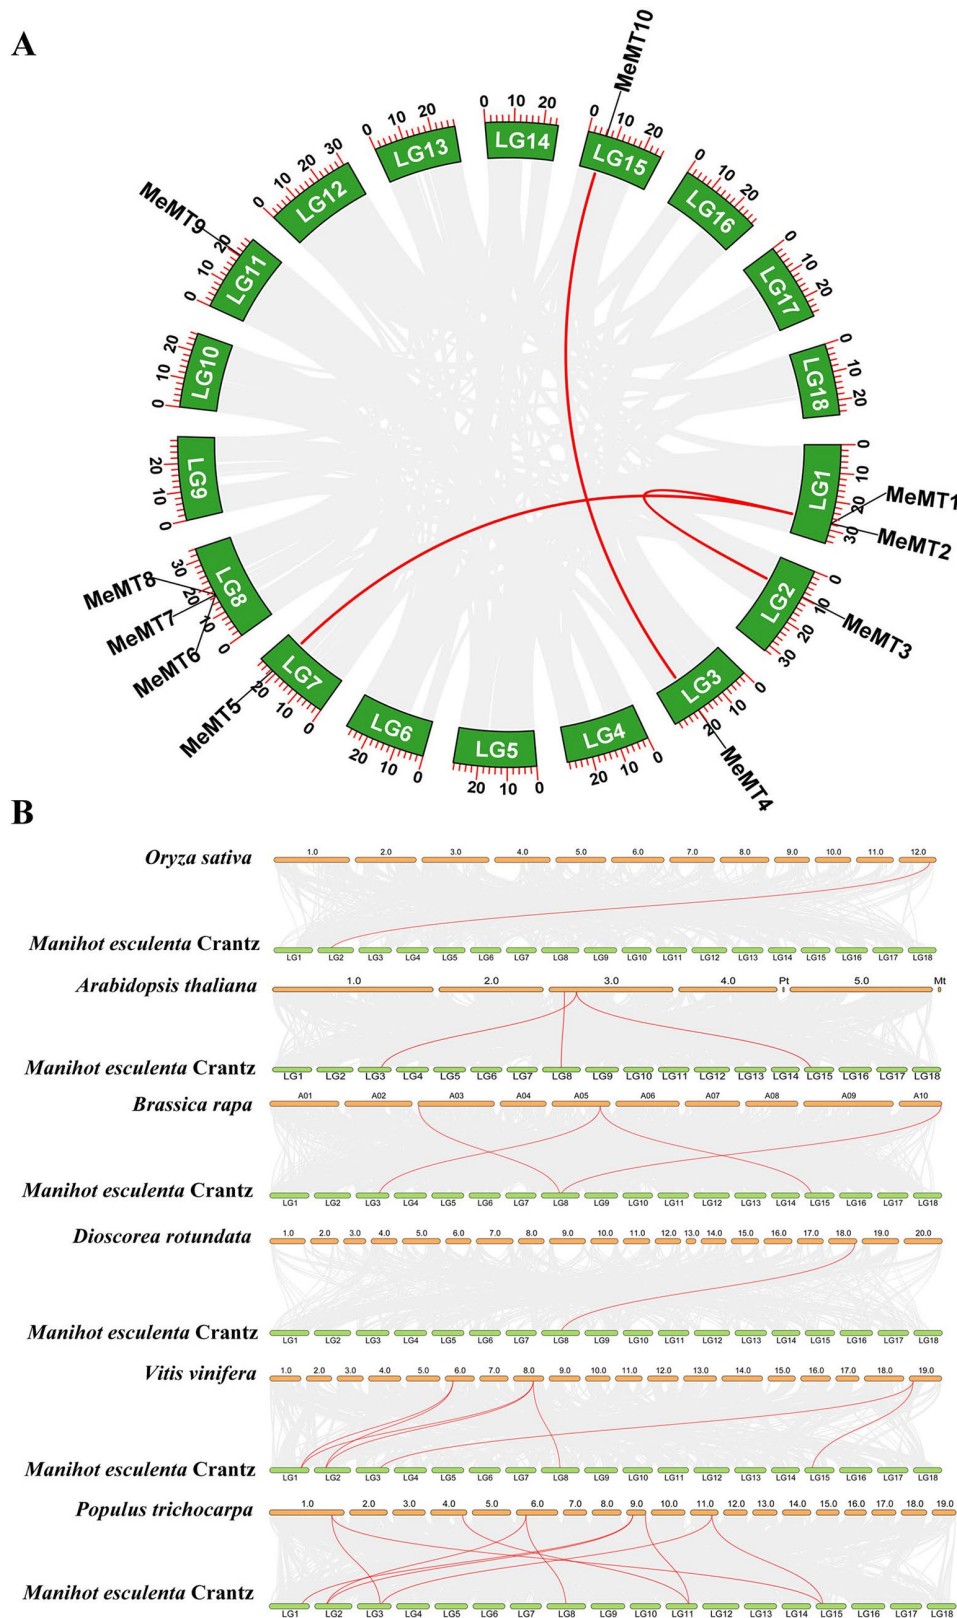 A
MeMT10
0 10 20
LG13
0 10 20
LG14
0 10 20
LG15
0 10 20 30
LG12
0 10 20
LG16
MeMT9
0 10 20
LG11
0 10 20
LG17
0 10 20
LG10
0 10 20
LG18
0 10 20
LG9
0 10 20 30
LG1
MeMT1
MeMT2
0 10 20 30
LG8
MeMT8
MeMT7
MeMT6
0 10 20 30
LG2
MeMT3
0 10 20
LG7
MeMT5
0 10 20
LG3
MeMT4
0 10 20
LG6
0 10 20
LG5
0 10 20
LG4
B
Oryza sativa
1.0 2.0 3.0 4.0 5.0 6.0 7.0 8.0 9.0 10.0 11.0 12.0
Manihot esculenta Crantz
LG1 LG2 LG3 LG4 LG5 LG6 LG7 LG8 LG9 LG10 LG11 LG12 LG13 LG14 LG15 LG16 LG17 LG18
Arabidopsis thaliana
1.0 2.0 3.0 4.0 Pt 5.0 Mt
Manihot esculenta Crantz
LG1 LG2 LG3 LG4 LG5 LG6 LG7 LG8 LG9 LG10 LG11 LG12 LG13 LG14 LG15 LG16 LG17 LG18
Brassica rapa
A01 A02 A03 A04 A05 A06 A07 A08 A09 A10
Manihot esculenta Crantz
LG1 LG2 LG3 LG4 LG5 LG6 LG7 LG8 LG9 LG10 LG11 LG12 LG13 LG14 LG15 LG16 LG17 LG18
Dioscorea rotundata
1.0 2.0 3.0 4.0 5.0 6.0 7.0 8.0 9.0 10.0 11.0 12.0 13.0 14.0 15.0 16.0 17.0 18.0 19.0 20.0
Manihot esculenta Crantz
LG1 LG2 LG3 LG4 LG5 LG6 LG7 LG8 LG9 LG10 LG11 LG12 LG13 LG14 LG15 LG16 LG17 LG18
Vitis vinifera
1.0 2.0 3.0 4.0 5.0 6.0 7.0 8.0 9.0 10.0 11.0 12.0 13.0 14.0 15.0 16.0 17.0 18.0 19.0
Manihot esculenta Crantz
LG1 LG2 LG3 LG4 LG5 LG6 LG7 LG8 LG9 LG10 LG11 LG12 LG13 LG14 LG15 LG16 LG17 LG18
Populus trichocarpa
1.0 2.0 3.0 4.0 5.0 6.0 7.0 8.0 9.0 10.0 11.0 12.0 13.0 14.0 15.0 16.0 17.0 18.0 19.0
Manihot esculenta Crantz
LG1 LG2 LG3 LG4 LG5 LG6 LG7 LG8 LG9 LG10 LG11 LG12 LG13 LG14 LG15 LG16 LG17 LG18